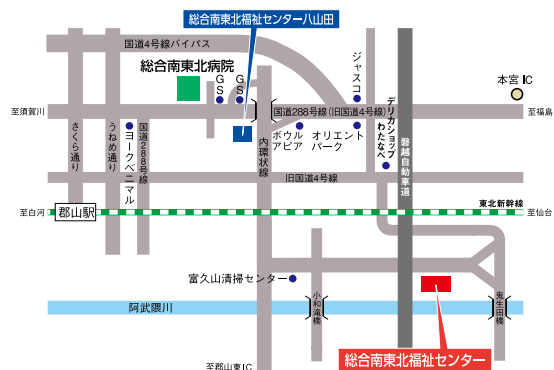 総合南東北福祉センター八山田
国道4号線バイパス
総合南東北病院
GS
GS
ジャスコ
本宮IC
至須賀川
国道288号線(旧国道4号線)
至福島
さくら通り
うねめ通り
ヨークベニマル
国道288号線
内環状線
ボウル
アピア
オリエント
パーク
デリカショップ
わたなべ
磐越自動車道
旧国道4号線
東北新幹線
至白河
郡山駅
至仙台
富久山清掃センター
阿武隈川
小和滝橋
鬼生田橋
総合南東北福祉センター
至郡山東IC